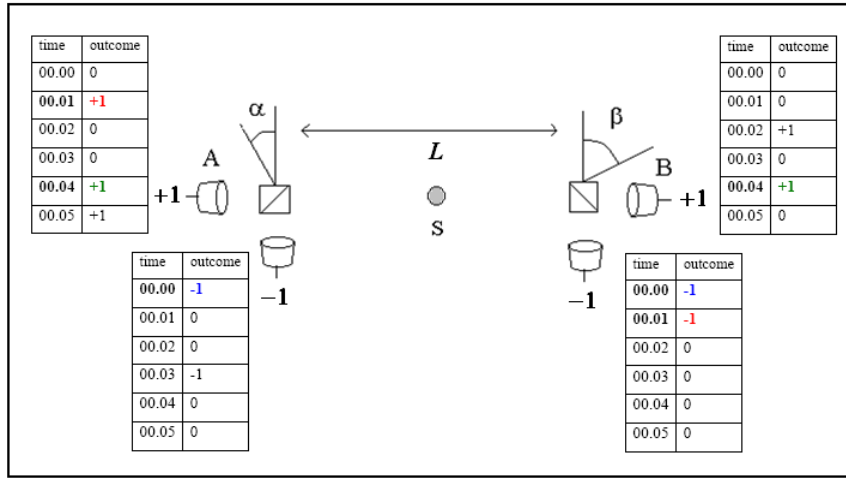 time outcome
00.00 0
00.01 +1
00.02 0
00.03 0
00.04 +1
00.05 +1
time outcome
00.00 0
00.01 0
00.02 +1
00.03 0
00.04 +1
00.05 0
α
β
L
A
B
+1
S
+1
−1
−1
time outcome
00.00 -1
00.01 0
00.02 0
00.03 -1
00.04 0
00.05 0
time outcome
00.00 -1
00.01 -1
00.02 0
00.03 0
00.04 0
00.05 0